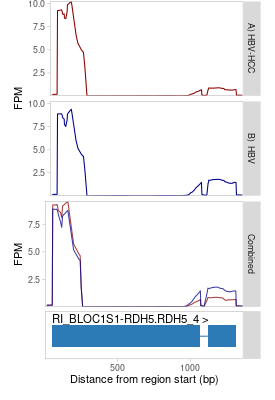 10.0
7.5
5.0
2.5
FPM
A) HBV-HCC
10.0
7.5
5.0
2.5
FPM
B) HBV
7.5
5.0
2.5
FPM
Combined
RI_BLOC1S1-RDH5.RDH5_4 >
500
1000
Distance from region start (bp)